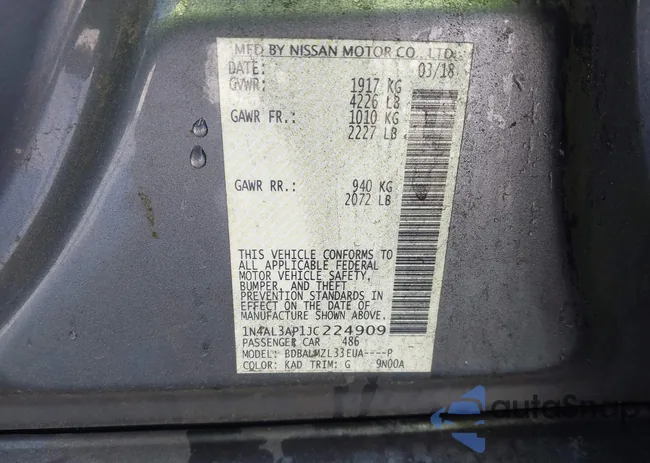 MFD BY NISSAN MOTOR CO., LTD.
DATE: 03/18
GVWR: 1917 KG
4226 LB
GAWR FR.: 1010 KG
2227 LB
GAWR RR.: 940 KG
2072 LB
THIS VEHICLE CONFORMS TO
ALL APPLICABLE FEDERAL
MOTOR VEHICLE SAFETY,
BUMPER, AND THEFT
PREVENTION STANDARDS IN
EFFECT ON THE DATE OF
MANUFACTURE SHOWN ABOVE.
1N4AL3AP1JC224909
PASSENGER CAR 486
MODEL: BDBALMZL33EUA----P
COLOR: KAD TRIM: G 9N00A
autoSnap